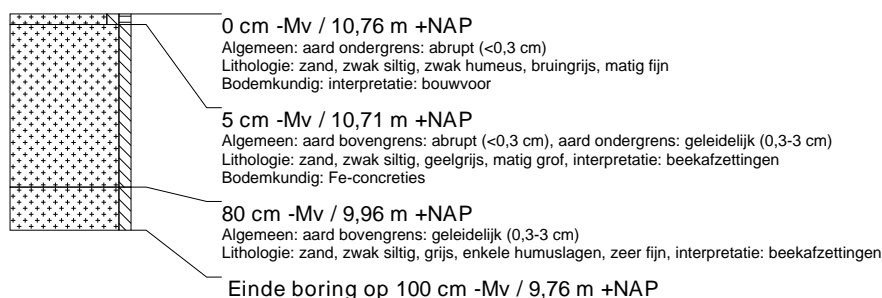 0 cm -Mv / 10,76 m +NAP
Algemeen: aard ondergrens: abrupt (<0,3 cm)
Lithologie: zand, zwak siltig, zwak humeus, bruingrijs, matig fijn
Bodemkundig: interpretatie: bouwvoor
5 cm -Mv / 10,71 m +NAP
Algemeen: aard bovengrens: abrupt (<0,3 cm), aard ondergrens: geleidelijk (0,3-3 cm)
Lithologie: zand, zwak siltig, geelgrijs, matig grof, interpretatie: beekafzettingen
Bodemkundig: Fe-concreties
80 cm -Mv / 9,96 m +NAP
Algemeen: aard bovengrens: geleidelijk (0,3-3 cm)
Lithologie: zand, zwak siltig, grijs, enkele humuslagen, zeer fijn, interpretatie: beekafzettingen
Einde boring op 100 cm -Mv / 9,76 m +NAP